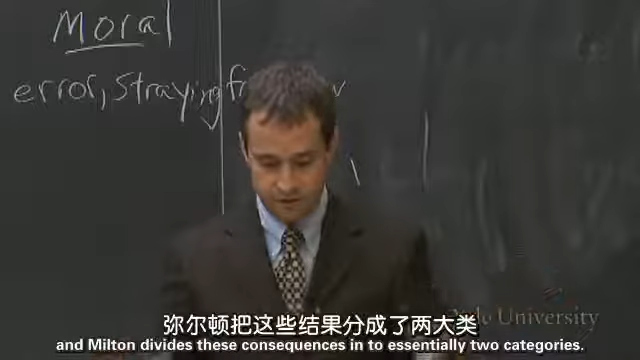 Moral
error, Straying
弥尔顿把这些结果分成了两大类
University
and Milton divides these consequences in to essentially two categories.